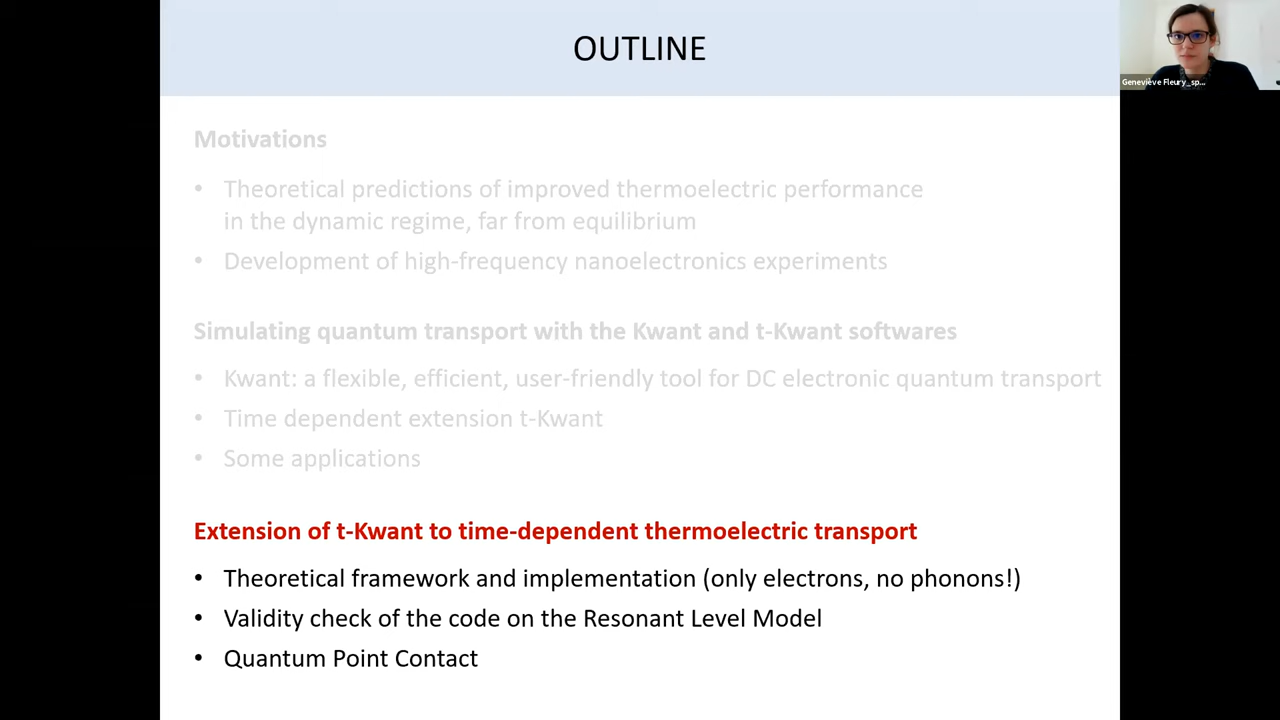 OUTLINE
Geneviève Fleury_sp...
Motivations
• Theoretical predictions of improved thermoelectric performance
in the dynamic regime, far from equilibrium
• Development of high-frequency nanoelectronics experiments
Simulating quantum transport with the Kwant and t-Kwant softwares
• Kwant: a flexible, efficient, user-friendly tool for DC electronic quantum transport
• Time dependent extension t-Kwant
• Some applications
Extension of t-Kwant to time-dependent thermoelectric transport
• Theoretical framework and implementation (only electrons, no phonons!)
• Validity check of the code on the Resonant Level Model
• Quantum Point Contact